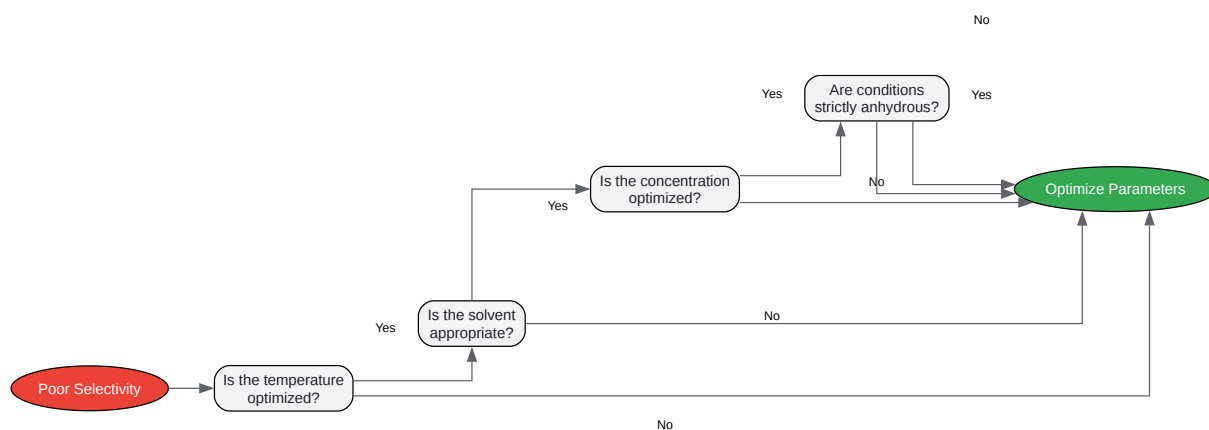 No
Yes
Are conditions
strictly anhydrous?
Yes
Is the concentration
optimized?
No
Optimize Parameters
Yes
Is the solvent
appropriate?
No
Yes
Poor Selectivity
Is the temperature
optimized?
No